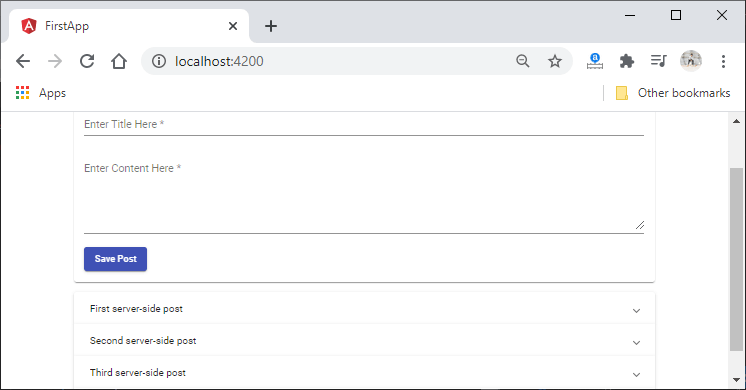 FirstApp
localhost:4200
Apps
Other bookmarks
Enter Title Here *
Enter Content Here *
Save Post
First server-side post
Second server-side post
Third server-side post